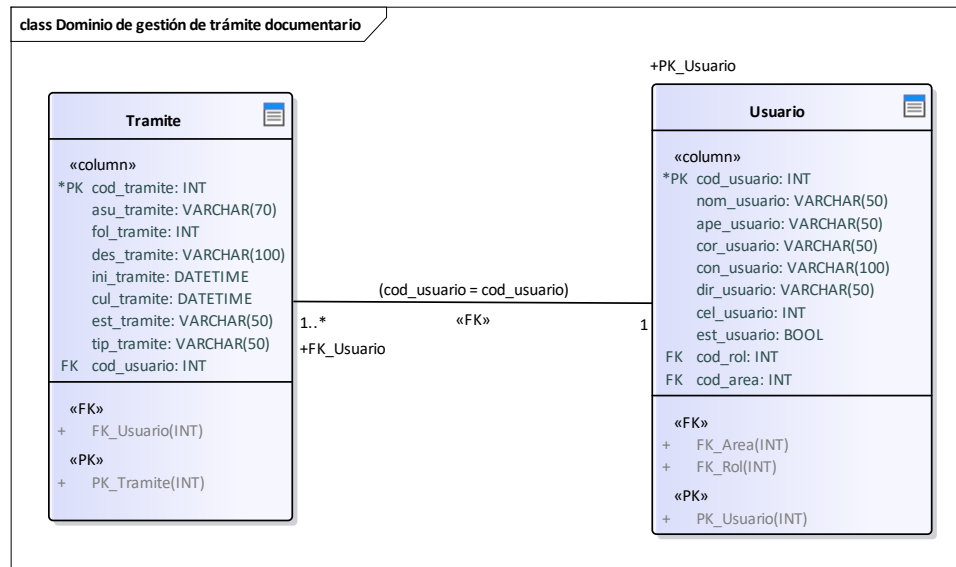 class Dominio de gestión de trámite documentario
Tramite
«column»
*PK cod_tramite: INT
asu_tramite: VARCHAR(70)
fol_tramite: INT
des_tramite: VARCHAR(100)
ini_tramite: DATETIME
cul_tramite: DATETIME
est_tramite: VARCHAR(50)
tip_tramite: VARCHAR(50)
FK cod_usuario: INT
«FK»
+ FK_Usuario(INT)
«PK»
+ PK_Tramite(INT)
(cod_usuario = cod_usuario)
1..* «FK» 1
+FK_Usuario
+PK_Usuario
Usuario
«column»
*PK cod_usuario: INT
nom_usuario: VARCHAR(50)
ape_usuario: VARCHAR(50)
cor_usuario: VARCHAR(50)
con_usuario: VARCHAR(100)
dir_usuario: VARCHAR(50)
cel_usuario: INT
est_usuario: BOOL
FK cod_rol: INT
FK cod_area: INT
«FK»
+ FK_Area(INT)
+ FK_Rol(INT)
«PK»
+ PK_Usuario(INT)